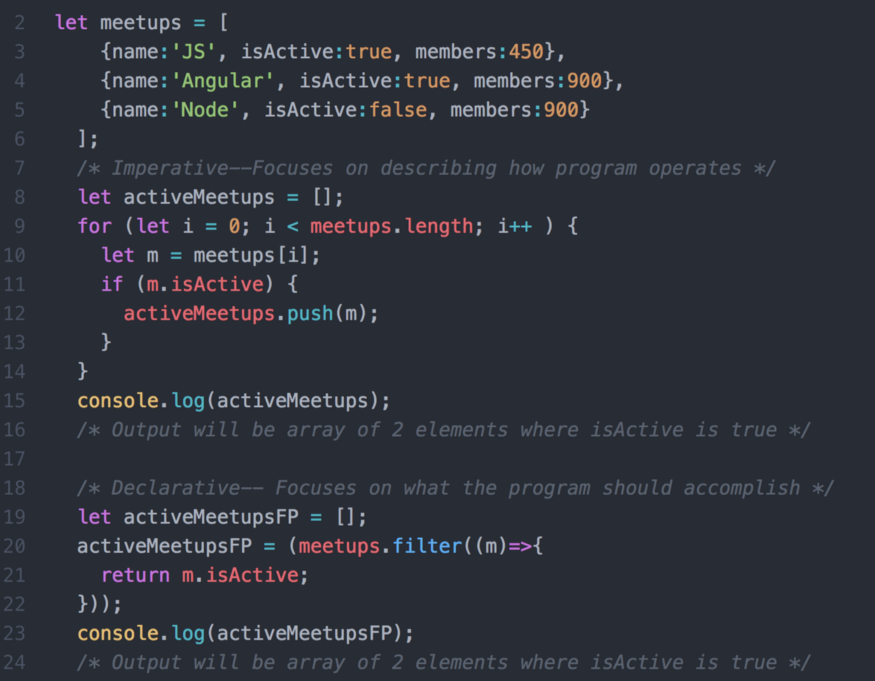 2 let meetups = [
3 {name:'JS', isActive:true, members:450},
4 {name:'Angular', isActive:true, members:900},
5 {name:'Node', isActive:false, members:900}
6 ];
7 /* Imperative––Focuses on describing how program operates */
8 let activeMeetups = [];
9 for (let i = 0; i < meetups.length; i++ ) {
10 let m = meetups[i];
11 if (m.isActive) {
12 activeMeetups.push(m);
13 }
14 }
15 console.log(activeMeetups);
16 /* Output will be array of 2 elements where isActive is true */
17
18 /* Declarative–– Focuses on what the program should accomplish */
19 let activeMeetupsFP = [];
20 activeMeetupsFP = (meetups.filter((m)=>{
21 return m.isActive;
22 }));
23 console.log(activeMeetupsFP);
24 /* Output will be array of 2 elements where isActive is true */